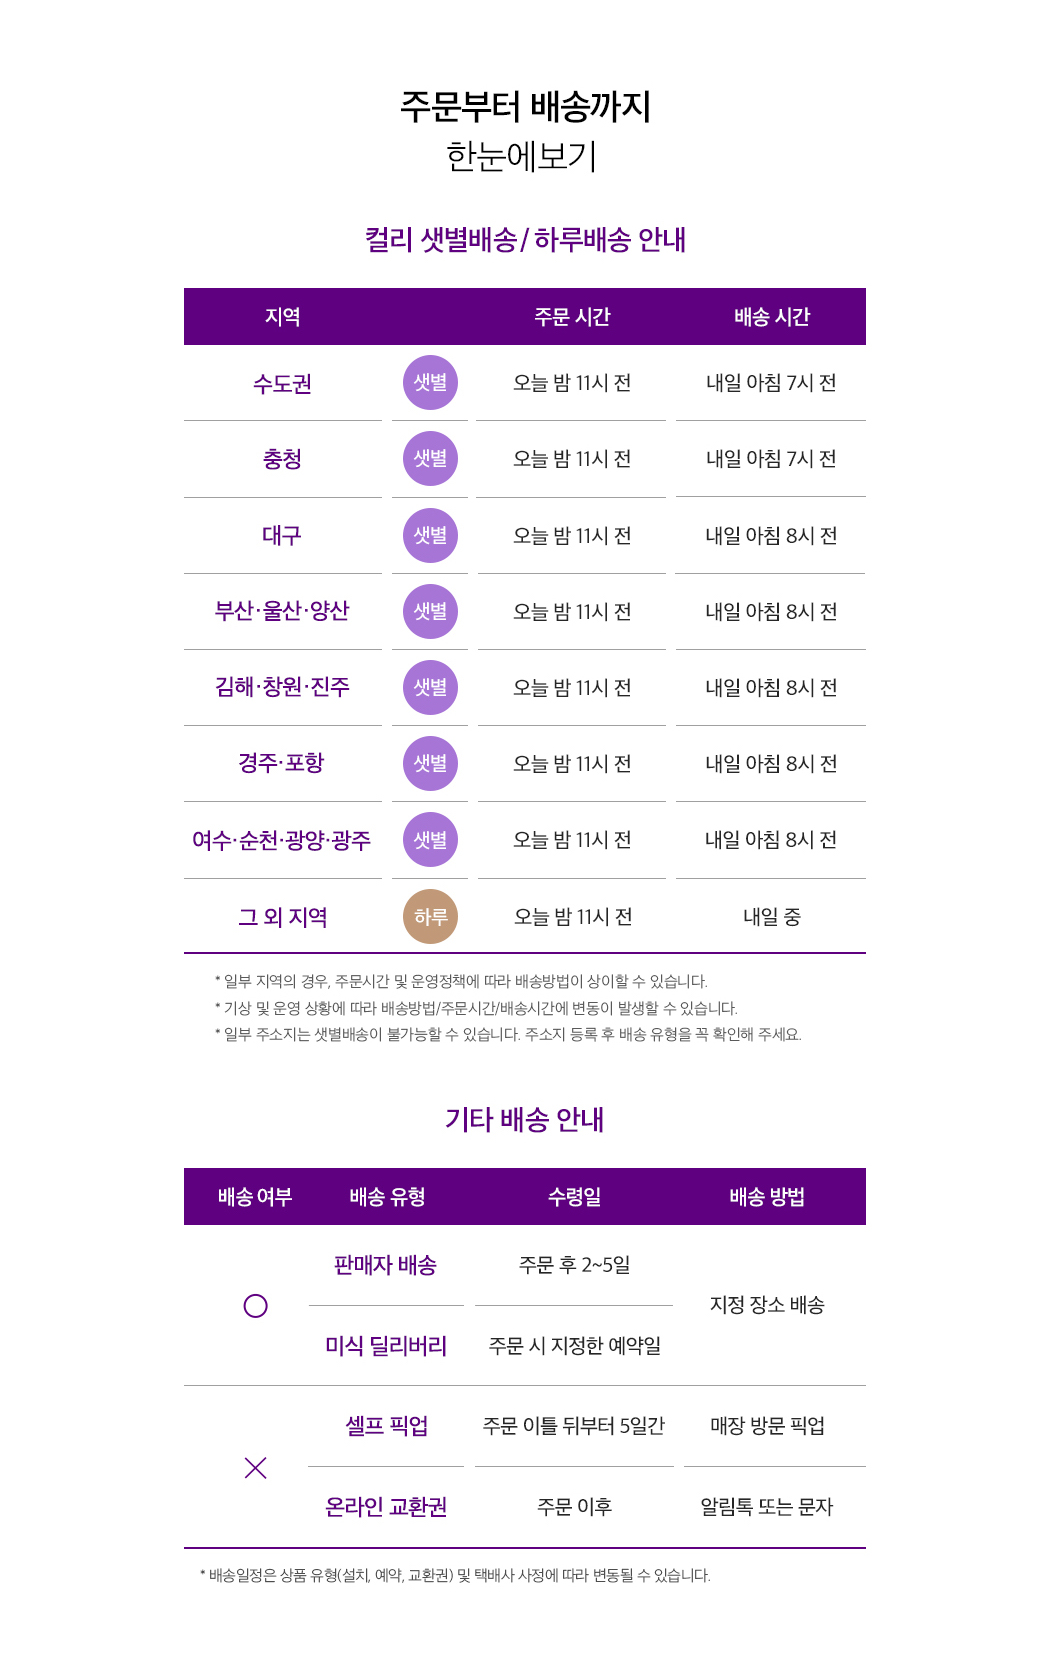 주문부터 배송까지
한눈에보기
컬리 샛별배송/하루배송 안내
지역 주문 시간 배송 시간
수도권 샛별 오늘 밤 11시 전 내일 아침 7시 전
충청 샛별 오늘 밤 11시 전 내일 아침 7시 전
대구 샛별 오늘 밤 11시 전 내일 아침 8시 전
부산·울산·양산 샛별 오늘 밤 11시 전 내일 아침 8시 전
김해·창원·진주 샛별 오늘 밤 11시 전 내일 아침 8시 전
경주·포항 샛별 오늘 밤 11시 전 내일 아침 8시 전
여수·순천·광양·광주 샛별 오늘 밤 11시 전 내일 아침 8시 전
그 외 지역 하루 오늘 밤 11시 전 내일 중
* 일부 지역의 경우, 주문시간 및 운영정책에 따라 배송방법이 상이할 수 있습니다.
* 기상 및 운영 상황에 따라 배송방법/주문시간/배송시간에 변동이 발생할 수 있습니다.
* 일부 주소지는 샛별배송이 불가능할 수 있습니다. 주소지 등록 후 배송 유형을 꼭 확인해 주세요.
기타 배송 안내
배송 여부 배송 유형 수령일 배송 방법
판매자 배송 주문 후 2~5일
○ 지정 장소 배송
미식 딜리버리 주문 시 지정한 예약일
셀프 픽업 주문 이틀 뒤부터 5일간 매장 방문 픽업
×
온라인 교환권 주문 이후 알림톡 또는 문자
* 배송일정은 상품 유형(설치, 예약, 교환권) 및 택배사 사정에 따라 변동될 수 있습니다.